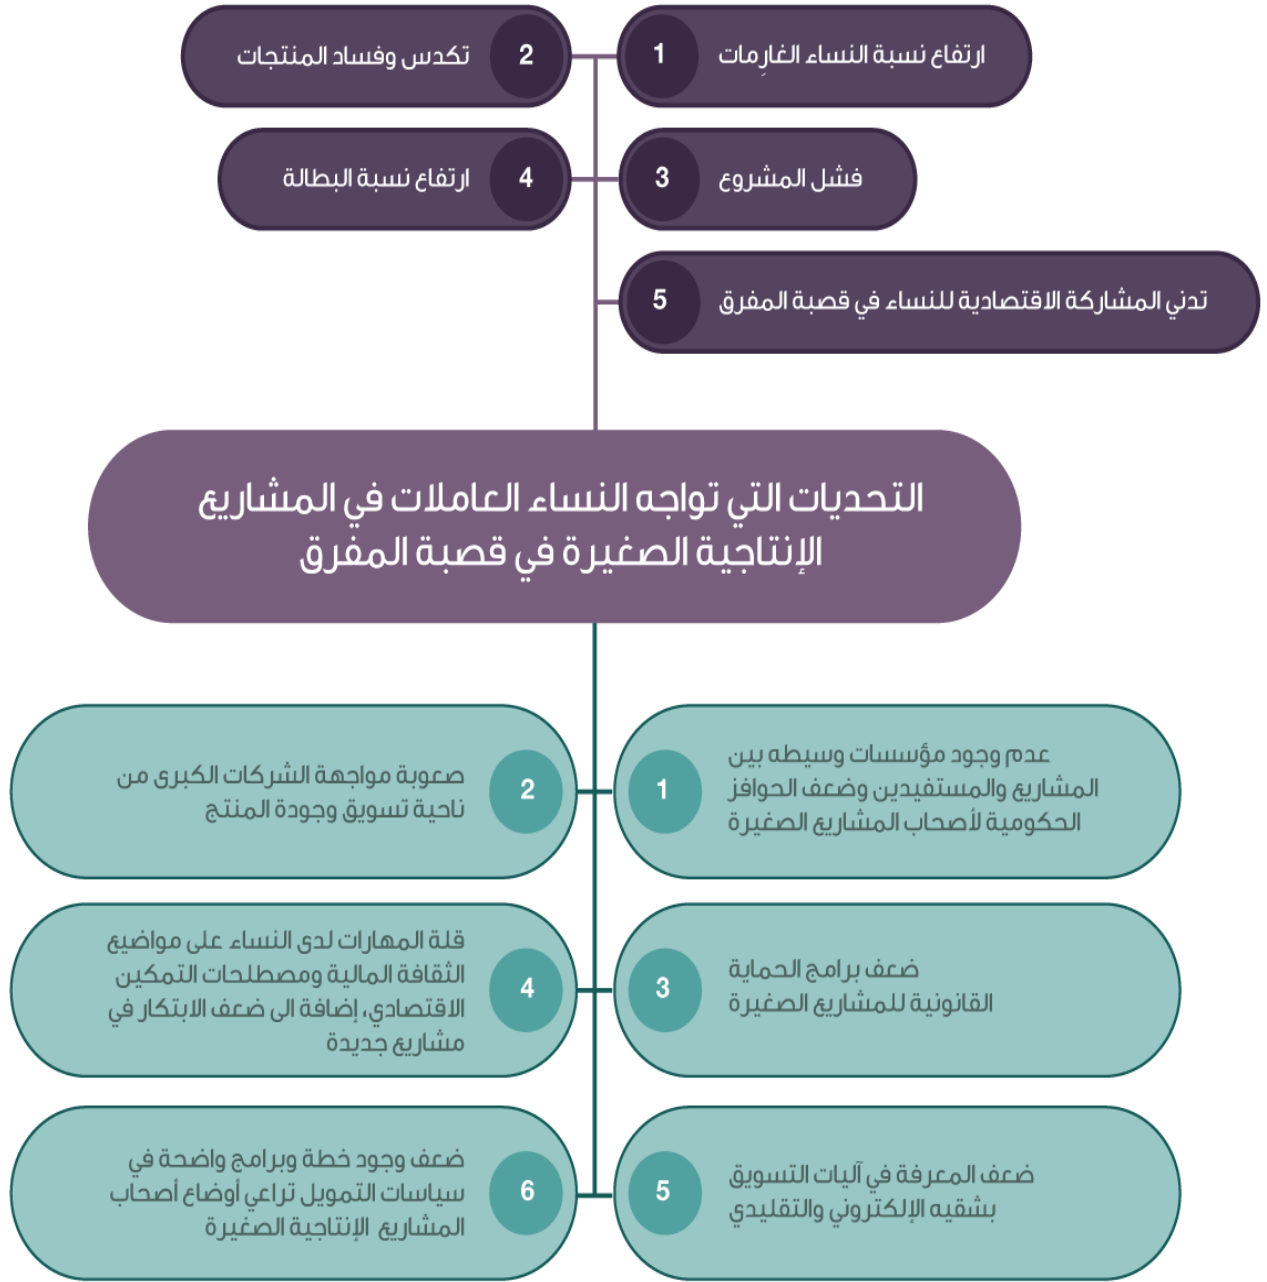 1
ارتفاع نسبة النساء الغارِمات
2
تكدس وفساد المنتجات
3
فشل المشروع
4
ارتفاع نسبة البطالة
5
تدني المشاركة الاقتصادية للنساء في قصبة المفرق
التحديات التي تواجه النساء العاملات في المشاريع
الإنتاجية الصغيرة في قصبة المفرق
1
عدم وجود مؤسسات وسيطه بين
المشاريع والمستفيدين وضعف الحوافز
الحكومية لأصحاب المشاريع الصغيرة
2
صعوبة مواجهة الشركات الكبرى من
ناحية تسويق وجودة المنتج
3
ضعف برامج الحماية
القانونية للمشاريع الصغيرة
4
قلة المهارات لدى النساء على مواضيع
الثقافة المالية ومصطلحات التمكين
الاقتصادي، إضافة الى ضعف الابتكار في
مشاريع جديدة
5
ضعف المعرفة في آليات التسويق
بشقيه الإلكتروني والتقليدي
6
ضعف وجود خطة وبرامج واضحة في
سياسات التمويل تراعي أوضاع أصحاب
المشاريع الإنتاجية الصغيرة